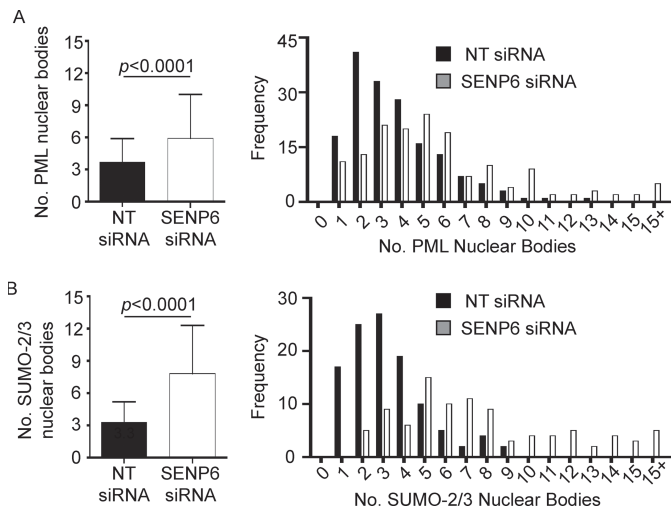 A
No. PML nuclear bodies
15
12
9
6
3
0
p<0.0001
NT
siRNA
SENP6
siRNA
Frequency
45
30
15
0
NT siRNA
SENP6 siRNA
0 1 2 3 4 5 6 7 8 9 10 11 12 13 14 15 15+
No. PML Nuclear Bodies
B
No. SUMO-2/3
nuclear bodies
15
12
9
6
3
0
p<0.0001
3.3
NT
siRNA
SENP6
siRNA
Frequency
30
20
10
0
NT siRNA
SENP6 siRNA
0 1 2 3 4 5 6 7 8 9 10 11 12 13 14 15 15+
No. SUMO-2/3 Nuclear Bodies